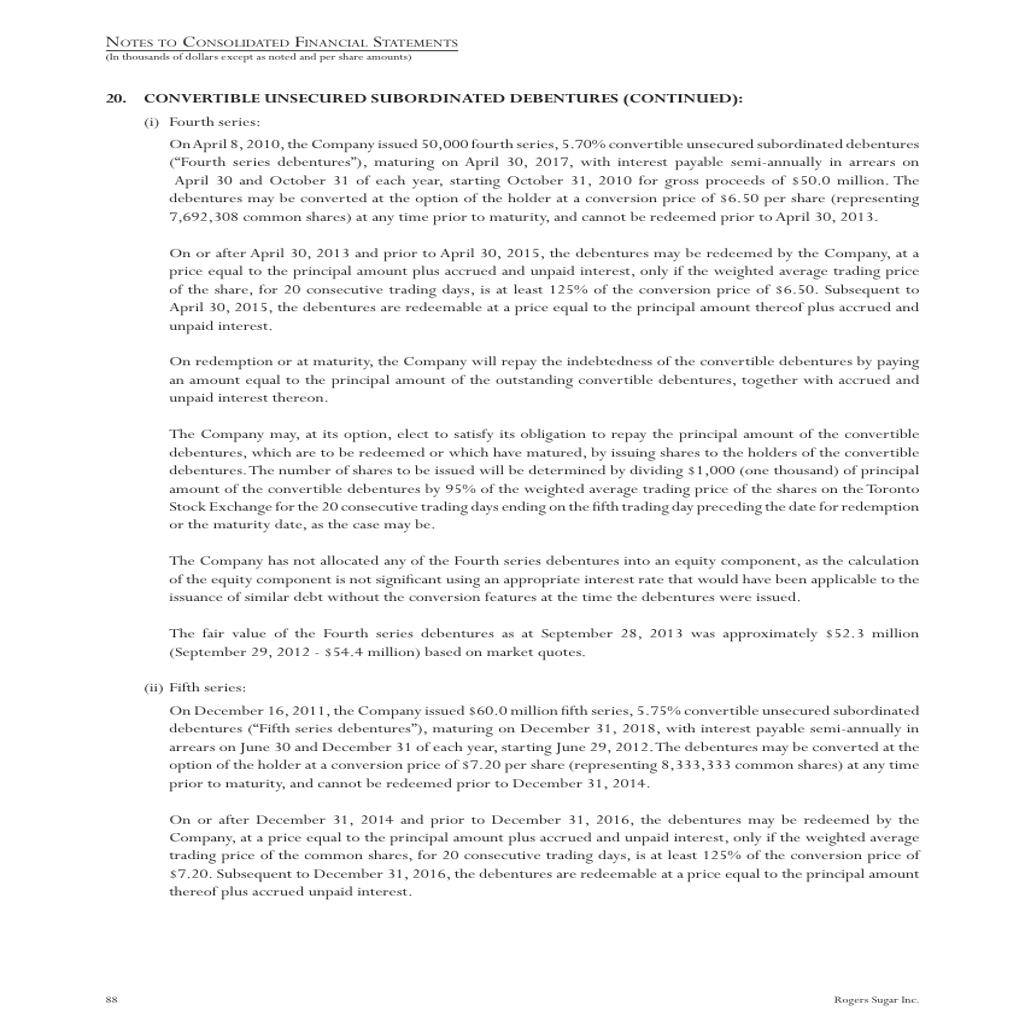 NOTES TO CONSOLIDATED FINANCIAL STATEMENTS
(In thousands of dollars except as noted and per share amounts)
20. CONVERTIBLE UNSECURED SUBORDINATED DEBENTURES (CONTINUED):
(i) Fourth series:
On April 8, 2010, the Company issued 50,000 fourth series, 5.70% convertible unsecured subordinated debentures
(“Fourth series debentures”), maturing on April 30, 2017, with interest payable semi-annually in arrears on
April 30 and October 31 of each year, starting October 31, 2010 for gross proceeds of $50.0 million. The
debentures may be converted at the option of the holder at a conversion price of $6.50 per share (representing
7,692,308 common shares) at any time prior to maturity, and cannot be redeemed prior to April 30, 2013.
On or after April 30, 2013 and prior to April 30, 2015, the debentures may be redeemed by the Company, at a
price equal to the principal amount plus accrued and unpaid interest, only if the weighted average trading price
of the share, for 20 consecutive trading days, is at least 125% of the conversion price of $6.50. Subsequent to
April 30, 2015, the debentures are redeemable at a price equal to the principal amount thereof plus accrued and
unpaid interest.
On redemption or at maturity, the Company will repay the indebtedness of the convertible debentures by paying
an amount equal to the principal amount of the outstanding convertible debentures, together with accrued and
unpaid interest thereon.
The Company may, at its option, elect to satisfy its obligation to repay the principal amount of the convertible
debentures, which are to be redeemed or which have matured, by issuing shares to the holders of the convertible
debentures. The number of shares to be issued will be determined by dividing $1,000 (one thousand) of principal
amount of the convertible debentures by 95% of the weighted average trading price of the shares on the Toronto
Stock Exchange for the 20 consecutive trading days ending on the fifth trading day preceding the date for redemption
or the maturity date, as the case may be.
The Company has not allocated any of the Fourth series debentures into an equity component, as the calculation
of the equity component is not significant using an appropriate interest rate that would have been applicable to the
issuance of similar debt without the conversion features at the time the debentures were issued.
The fair value of the Fourth series debentures as at September 28, 2013 was approximately $52.3 million
(September 29, 2012 - $54.4 million) based on market quotes.
(ii) Fifth series:
On December 16, 2011, the Company issued $60.0 million fifth series, 5.75% convertible unsecured subordinated
debentures (“Fifth series debentures”), maturing on December 31, 2018, with interest payable semi-annually in
arrears on June 30 and December 31 of each year, starting June 29, 2012. The debentures may be converted at the
option of the holder at a conversion price of $7.20 per share (representing 8,333,333 common shares) at any time
prior to maturity, and cannot be redeemed prior to December 31, 2014.
On or after December 31, 2014 and prior to December 31, 2016, the debentures may be redeemed by the
Company, at a price equal to the principal amount plus accrued and unpaid interest, only if the weighted average
trading price of the common shares, for 20 consecutive trading days, is at least 125% of the conversion price of
$7.20. Subsequent to December 31, 2016, the debentures are redeemable at a price equal to the principal amount
thereof plus accrued unpaid interest.
88
Rogers Sugar Inc.